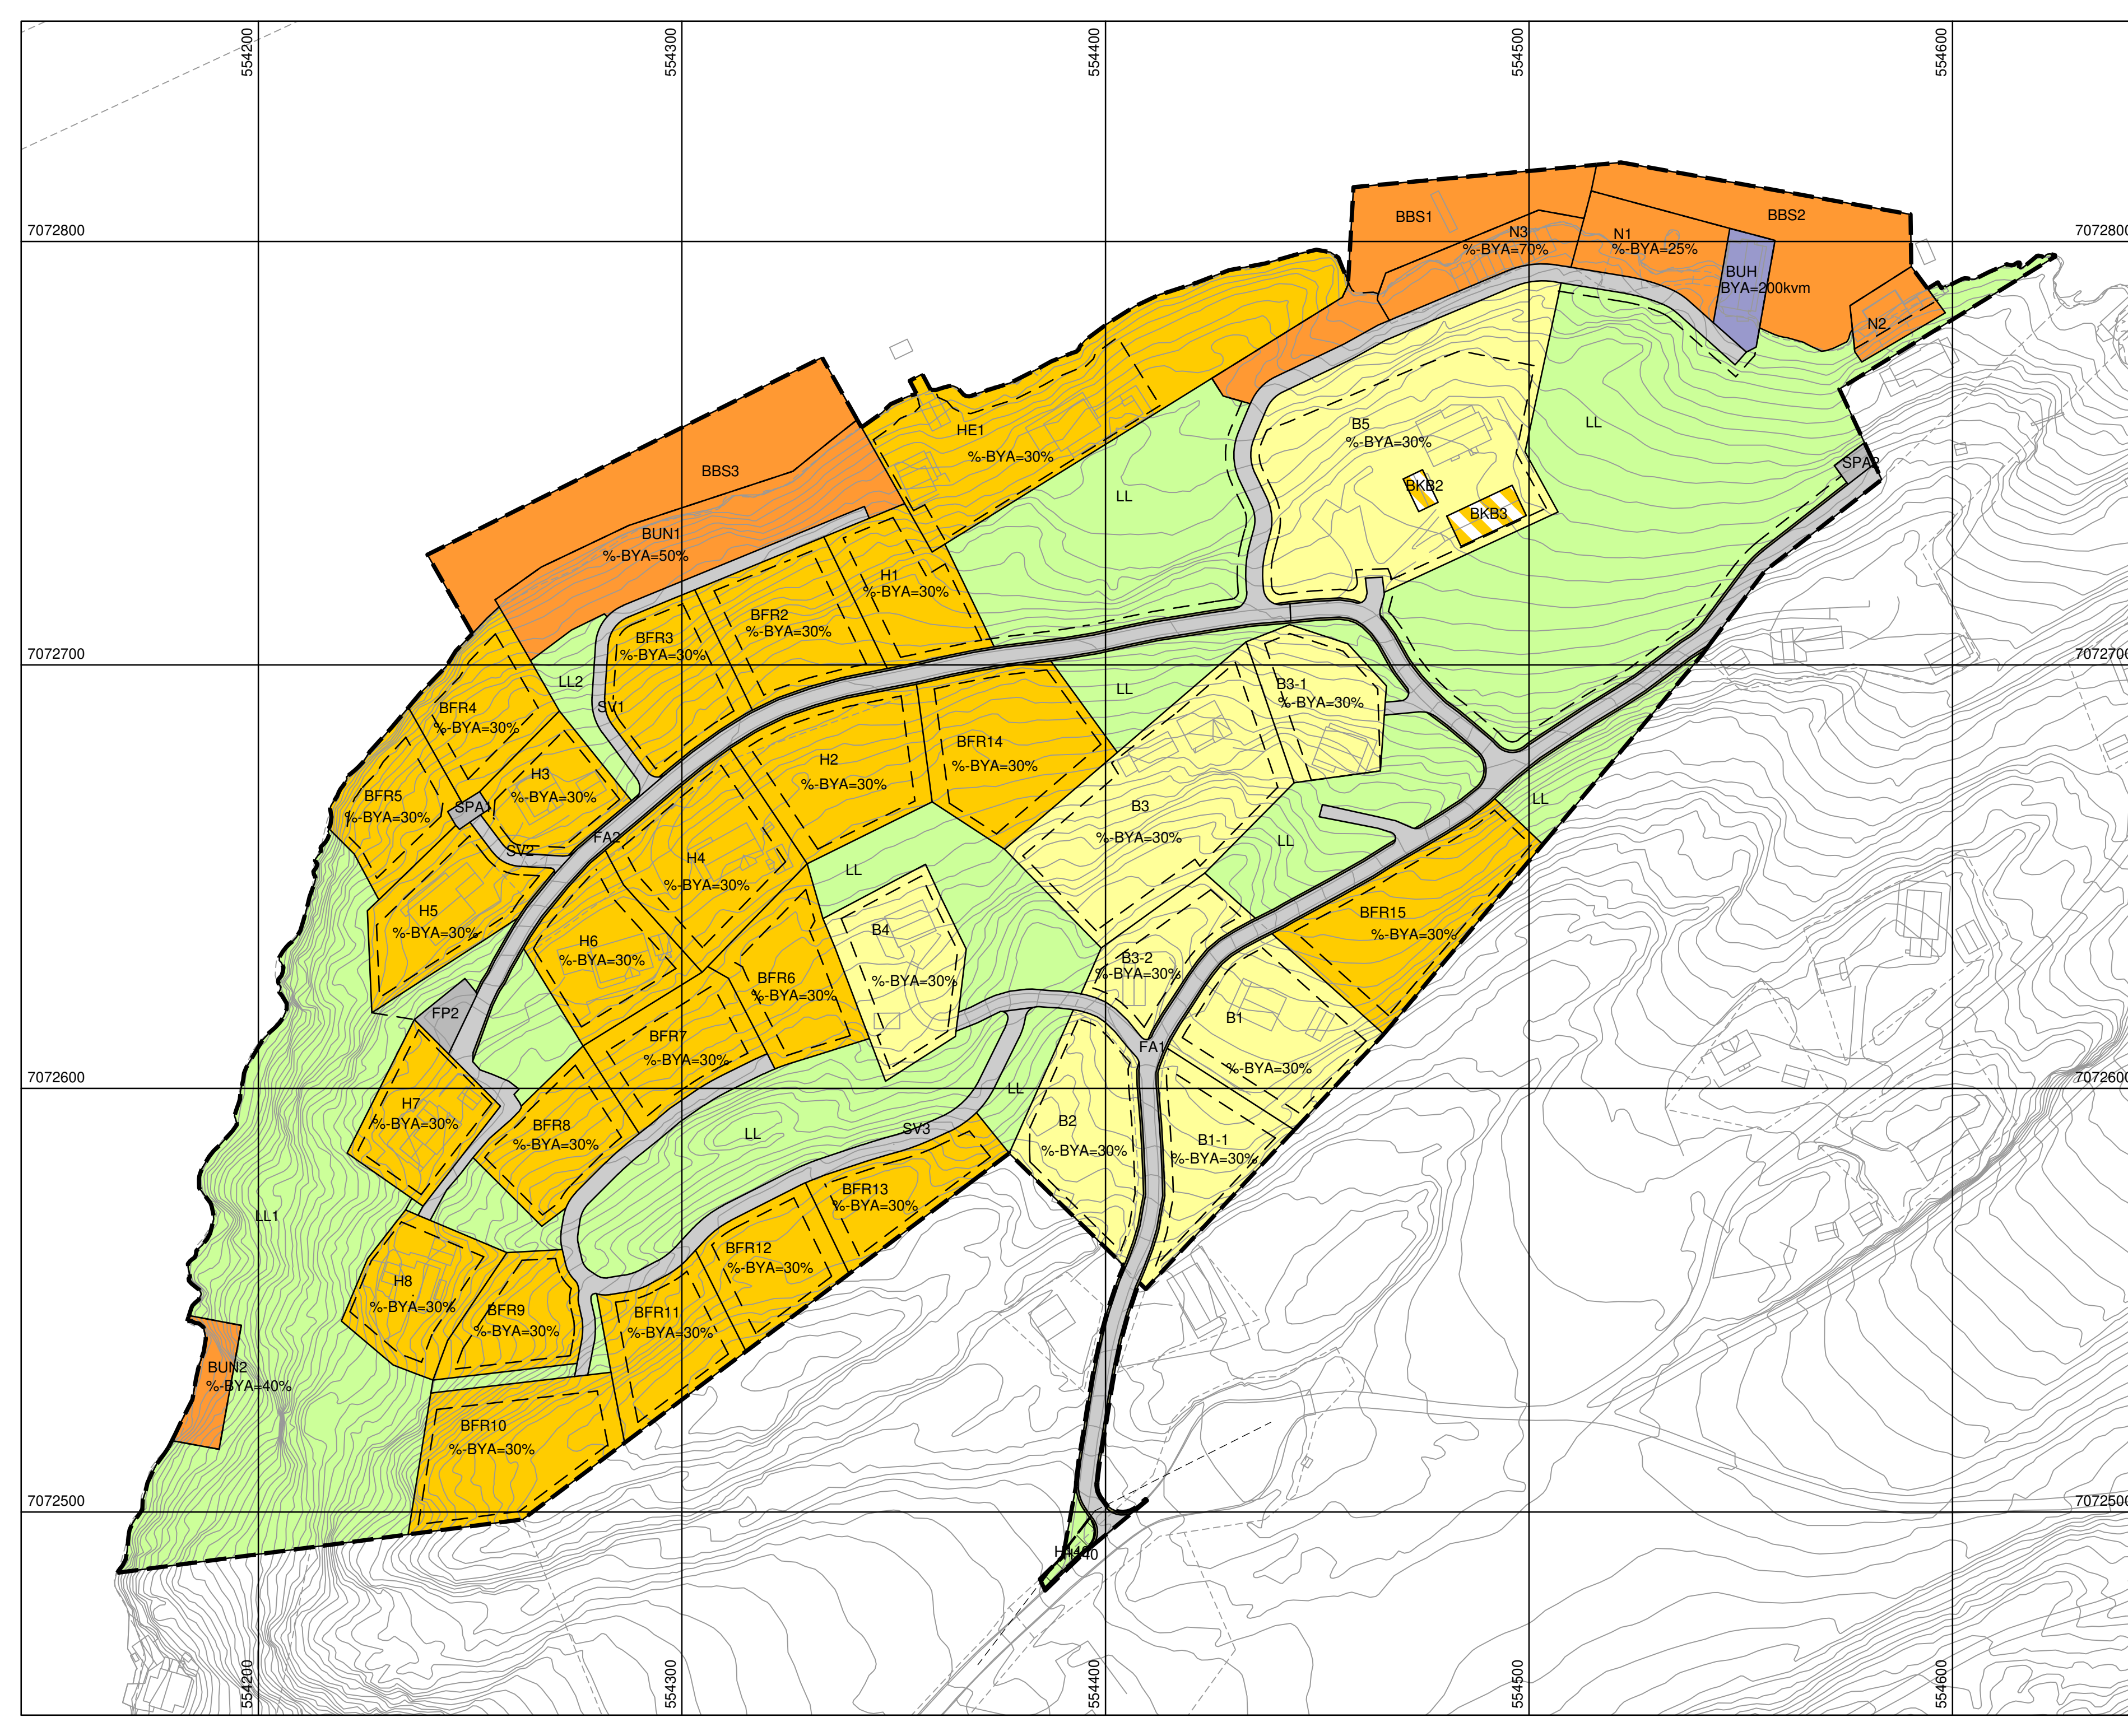 554200
554300
554400
554500
554600
BBS1
BBS2
7072800
N3
%-BYA=70%
N1
%-BYA=25%
7072800
BUH
BYA=200kvm
N2
HE1
%-BYA=30%
B5
%-BYA=30%
LL
BBS3
LL
SPA2
BKB2
BKB3
BUN1
%-BYA=50%
H1
%-BYA=30%
BFR2
%-BYA=30%
BFR3
%-BYA=30%
7072700
7072700
LL2
SV1
LL
B3-1
%-BYA=30%
BFR4
%-BYA=30%
BFR14
%-BYA=30%
H2
%-BYA=30%
H3
%-BYA=30%
BFR5
%-BYA=30%
SPA1
B3
%-BYA=30%
LL
LL
SV2
FA2
H4
%-BYA=30%
LL
H5
%-BYA=30%
BFR15
%-BYA=30%
H6
%-BYA=30%
B4
%-BYA=30%
BFR6
%-BYA=30%
B3-2
%-BYA=30%
FP2
B1
%-BYA=30%
BFR7
%-BYA=30%
FA1
7072600
7072600
LL
H7
%-BYA=30%
BFR8
%-BYA=30%
LL
SV3
B2
%-BYA=30%
B1-1
%-BYA=30%
LL1
BFR13
%-BYA=30%
BFR12
%-BYA=30%
H8
%-BYA=30%
BFR9
%-BYA=30%
BFR11
%-BYA=30%
BUN2
%-BYA=40%
BFR10
%-BYA=30%
7072500
7072500
554200
554300
554400
554500
554600